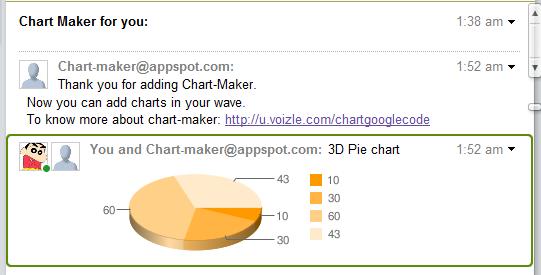 Chart Maker for you: 1:38 am
Chart-maker@appspot.com: 1:52 am
Thank you for adding Chart-Maker.
Now you can add charts in your wave.
To know more about chart-maker: http://u.voizle.com/chartgooglecode
You and Chart-maker@appspot.com: 3D Pie chart 1:52 am
43
60
10
30
10
30
60
43